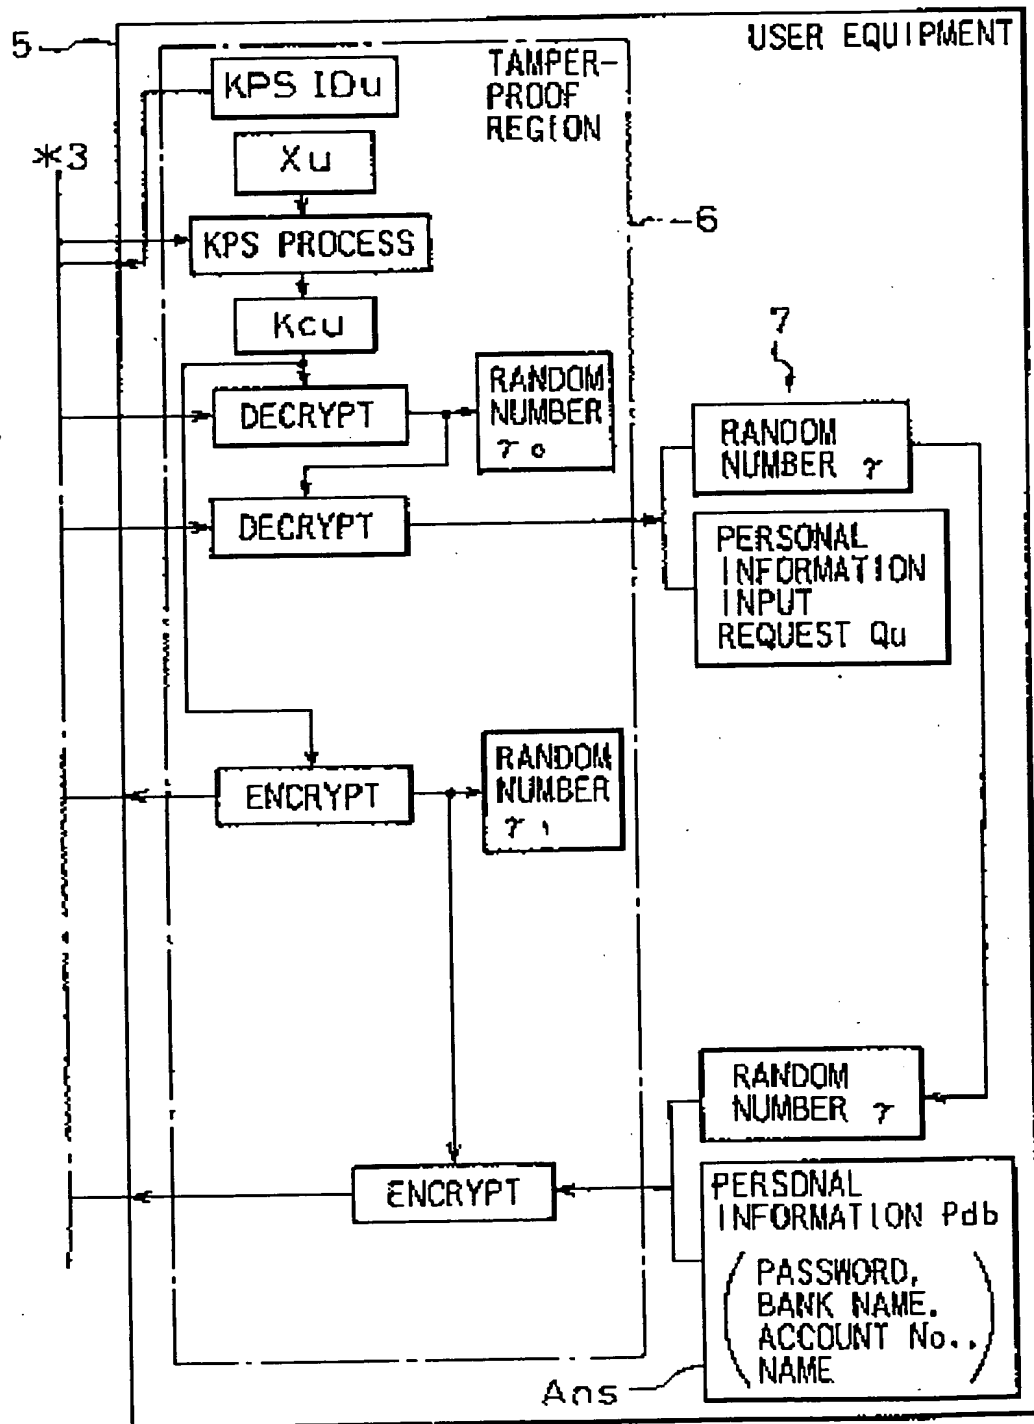 5
USER EQUIPMENT
TAMPER-
PROOF
REGION
KPS IDu
*3
Xu
6
KPS PROCESS
Kcu
7
DECRYPT
RANDOM
NUMBER
r o
RANDOM
NUMBER r
DECRYPT
PERSONAL
INFORMATION
INPUT
REQUEST Qu
ENCRYPT
RANDOM
NUMBER
r 1
RANDOM
NUMBER r
ENCRYPT
PERSONAL
INFORMATION Pdb
( PASSWORD,
BANK NAME.
ACCOUNT No.,
NAME )
Ans